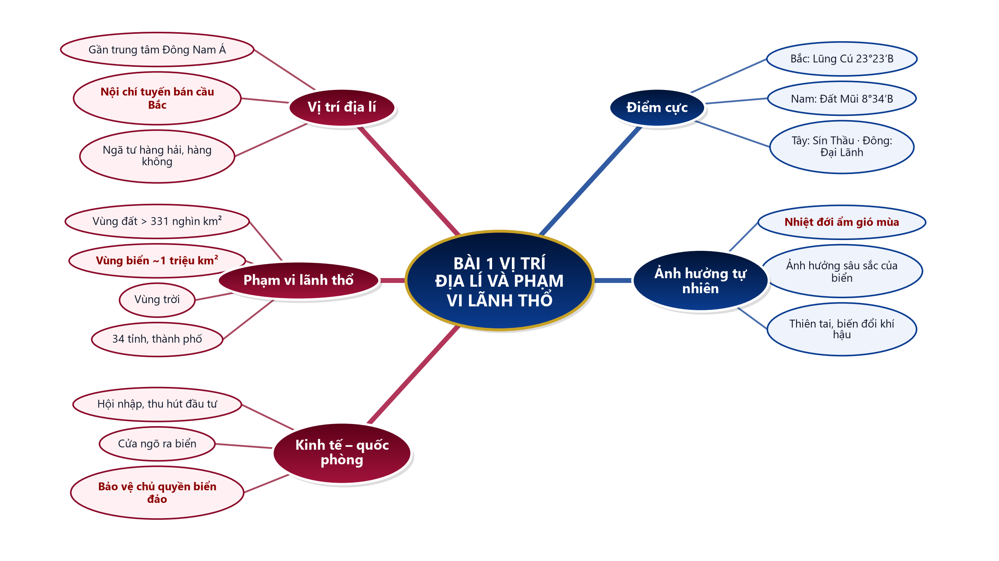 Gần trung tâm Đông Nam Á
Nội chí tuyến bán cầu
Bắc
Ngã tư hàng hải, hàng
không
Vị trí địa lí
Vùng đất > 331 nghìn km²
Vùng biển ~1 triệu km²
Vùng trời
34 tỉnh, thành phố
Phạm vi lãnh thổ
Hội nhập, thu hút đầu tư
Cửa ngõ ra biển
Bảo vệ chủ quyền biển
đảo
Kinh tế – quốc
phòng
BÀI 1 VỊ TRÍ
ĐỊA LÍ VÀ PHẠM
VI LÃNH THỔ
Điểm cực
Bắc: Lũng Cú 23°23′B
Nam: Đất Mũi 8°34′B
Tây: Sín Thầu · Đông:
Đại Lãnh
Ảnh hưởng tự
nhiên
Nhiệt đới ẩm gió mùa
Ảnh hưởng sâu sắc của
biển
Thiên tai, biến đổi khí
hậu